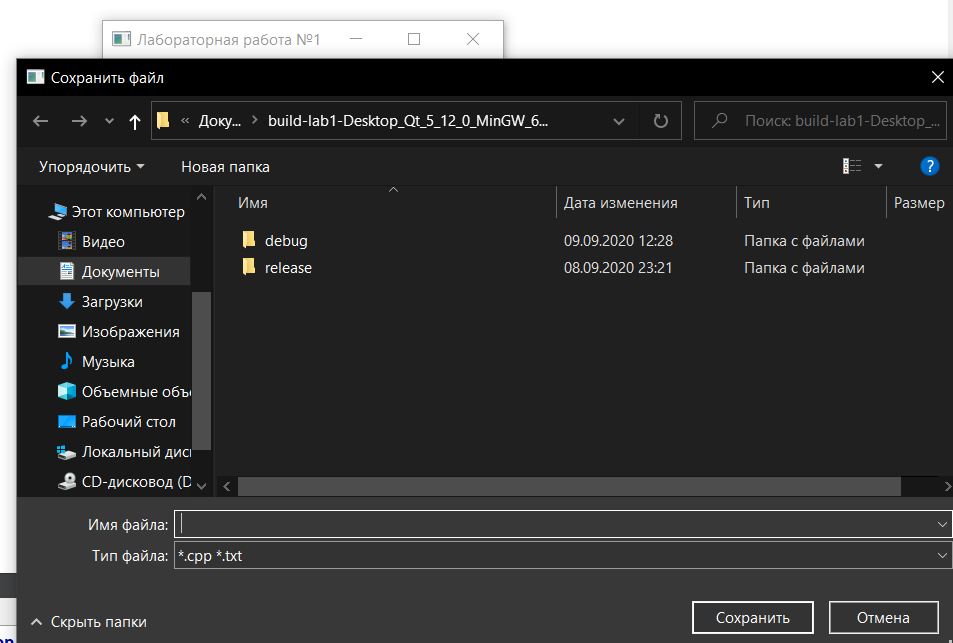 Лабораторная работа №1
Сохранить файл
« Доку... › build-lab1-Desktop_Qt_5_12_0_MinGW_6...
Поиск: build-lab1-Desktop_...
Упорядочить
Новая папка
?
Имя
Дата изменения
Тип
Размер
Этот компьютер
Видео
Документы
Загрузки
Изображения
Музыка
Объемные объ
Рабочий стол
Локальный дис
CD-дисковод (D
debug 09.09.2020 12:28 Папка с файлами
release 08.09.2020 23:21 Папка с файлами
Имя файла:
Тип файла: *.cpp *.txt
Скрыть папки
Сохранить
Отмена